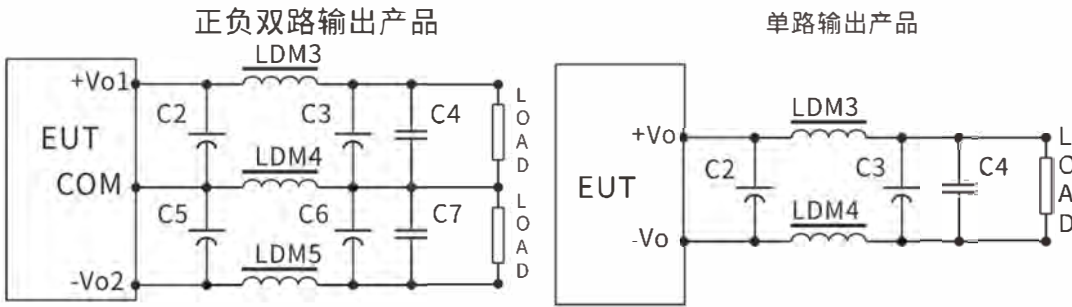 正负双路输出产品
LDM3
+Vo1
C2
C3
C4
LOAD
EUT
LDM4
COM
C5
C6
C7
LOAD
LDM5
-Vo2
单路输出产品
LDM3
+Vo
C2
C3
C4
LOAD
EUT
LDM4
-Vo